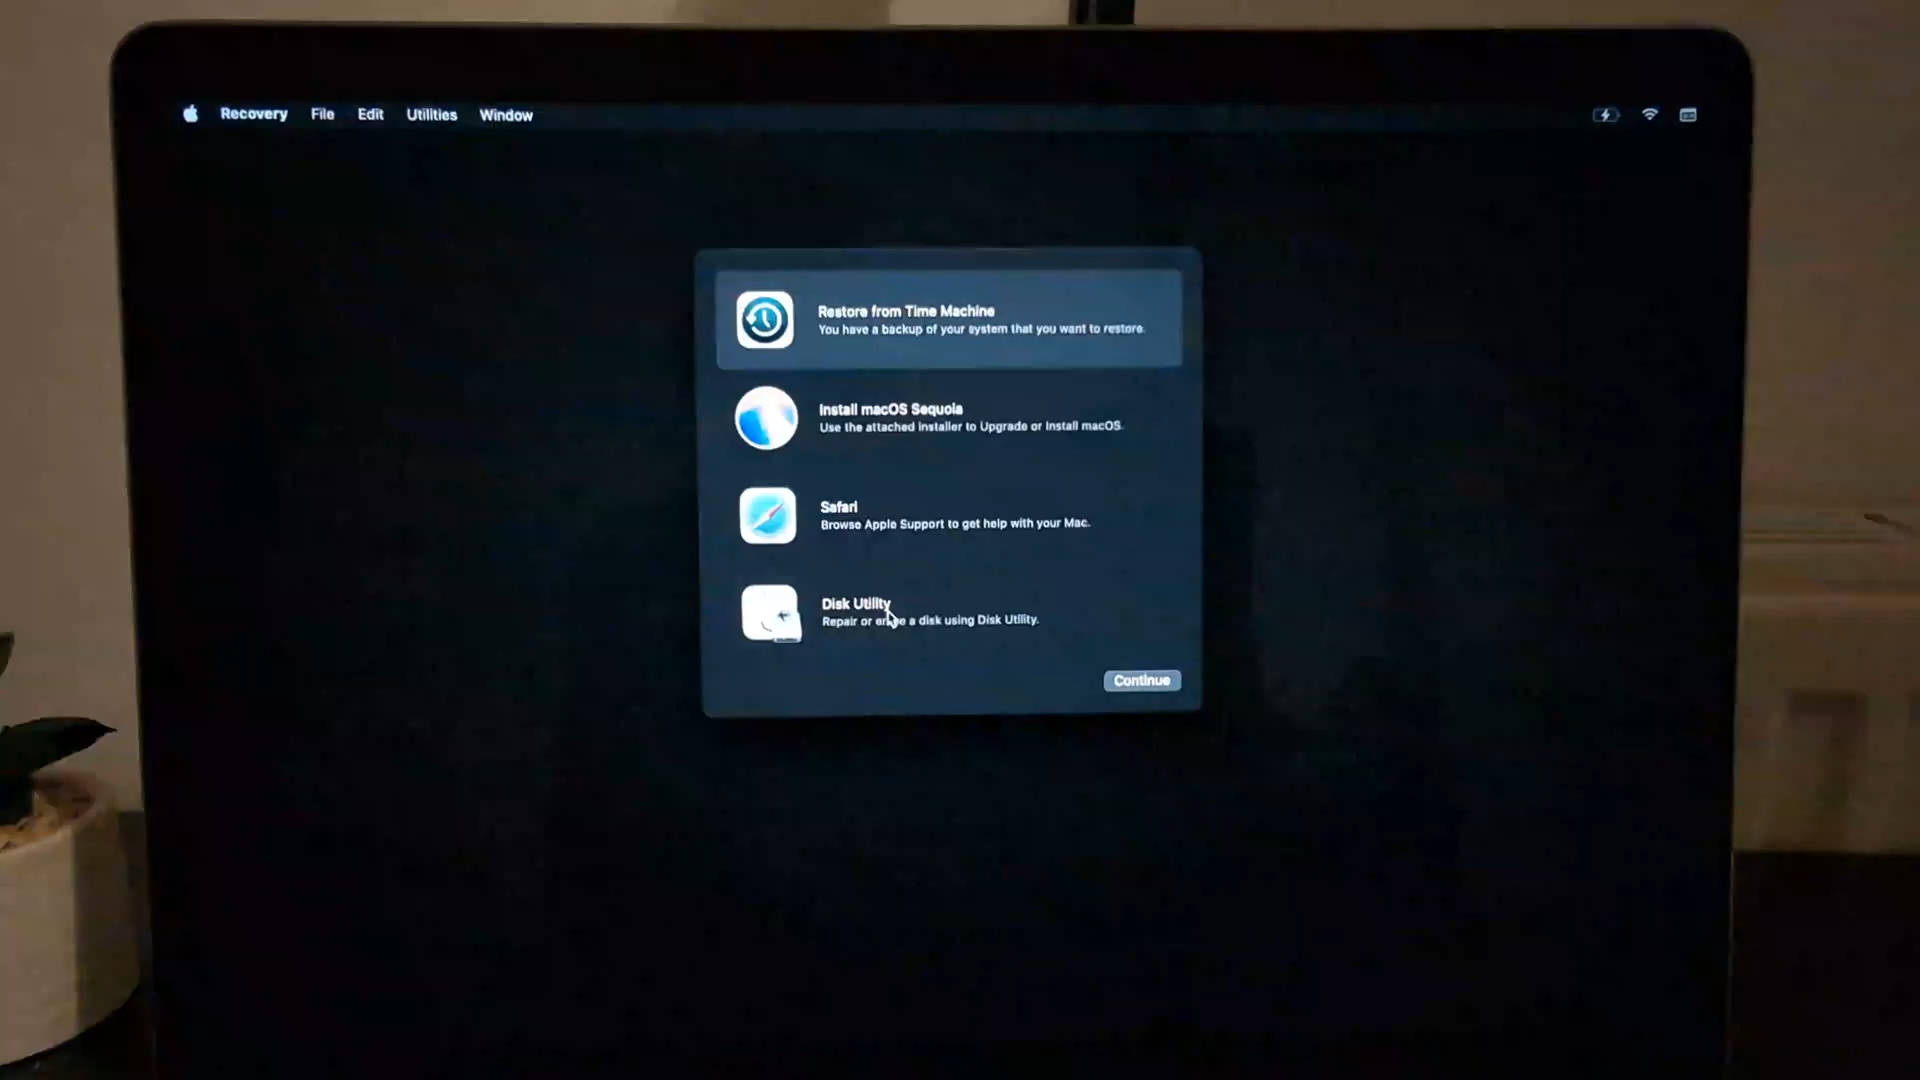 Recovery File Edit Utilities Window
Restore from Time Machine
You have a backup of your system that you want to restore.
Install macOS Sequoia
Use the attached installer to Upgrade or Install macOS.
Safari
Browse Apple Support to get help with your Mac.
Disk Utility
Repair or erase a disk using Disk Utility.
Continue